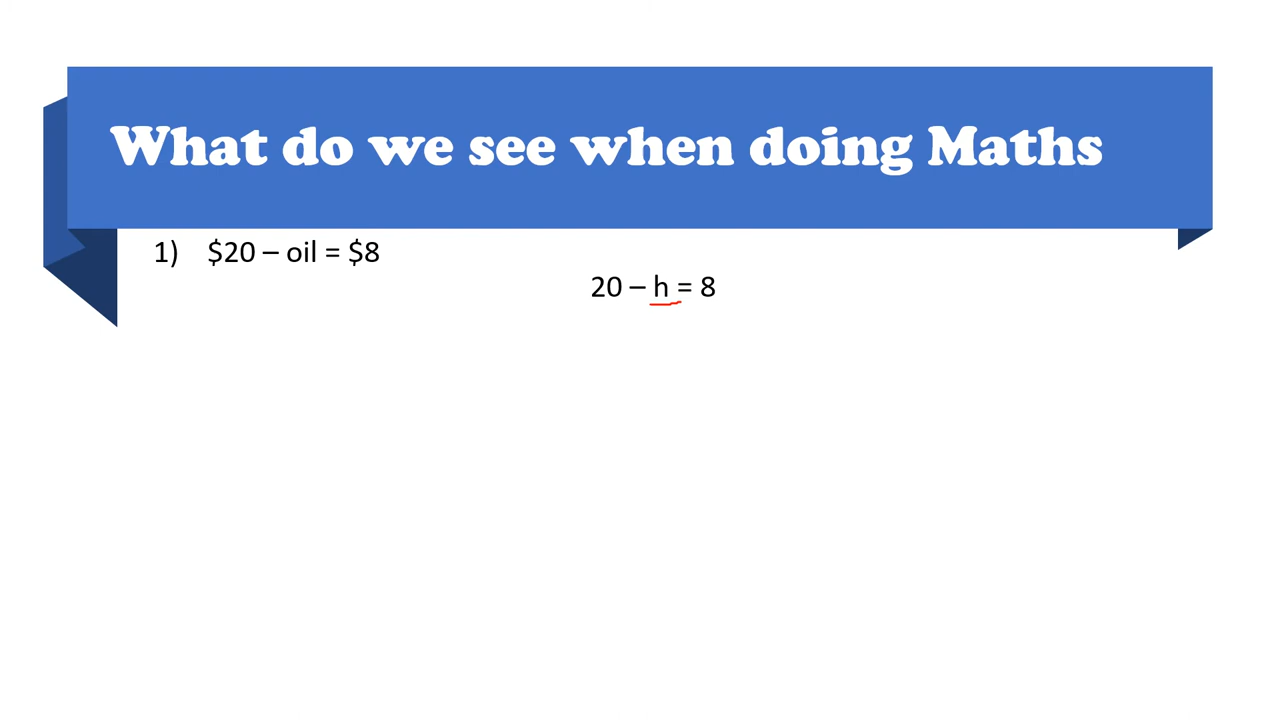 What do we see when doing Maths
1) $20 – oil = $8
20 – h = 8